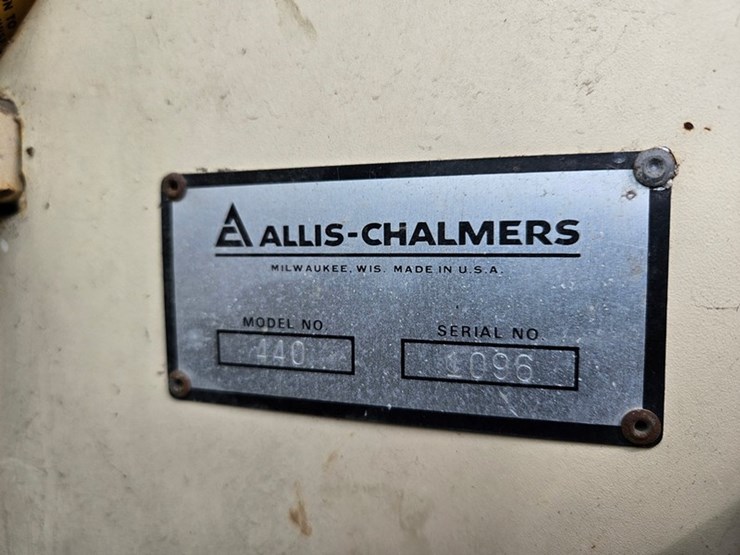 ALLIS-CHALMERS
MILWAUKEE, WIS. MADE IN U.S.A.
MODEL NO
SERIAL NO
440
1096